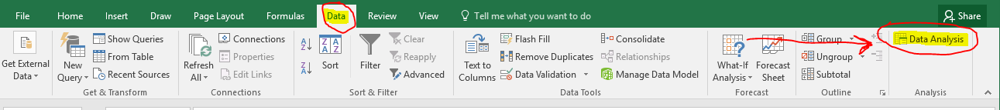 File Home Insert Draw Page Layout Formulas Data Review View Tell me what you want to do Share
Get External Data
New Query
Show Queries
From Table
Recent Sources
Get & Transform
Refresh All
Connections
Properties
Edit Links
Connections
Sort
Filter
Clear
Reapply
Advanced
Sort & Filter
Text to Columns
Flash Fill
Remove Duplicates
Data Validation
Consolidate
Relationships
Manage Data Model
Data Tools
What-If Analysis
Forecast Sheet
Forecast
Group
Ungroup
Subtotal
Outline
Data Analysis
Analysis